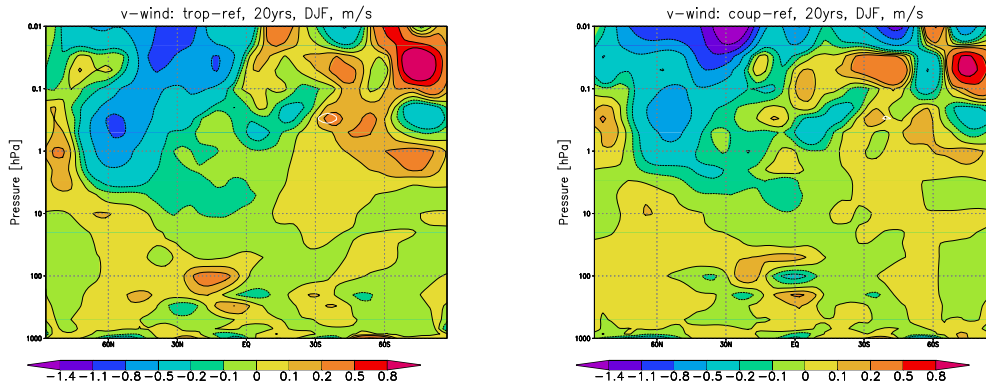 v-wind: trop-ref, 20yrs, DJF, m/s
Pressure [hPa]
0.01
0.1
1
10
100
1000
60N 30N EQ 30S 60S
-1.4 -1.1 -0.8 -0.5 -0.2 -0.1 0 0.1 0.2 0.5 0.8
v-wind: coup-ref, 20yrs, DJF, m/s
Pressure [hPa]
0.01
0.1
1
10
100
1000
60N 30N EQ 30S 60S
-1.4 -1.1 -0.8 -0.5 -0.2 -0.1 0 0.1 0.2 0.5 0.8